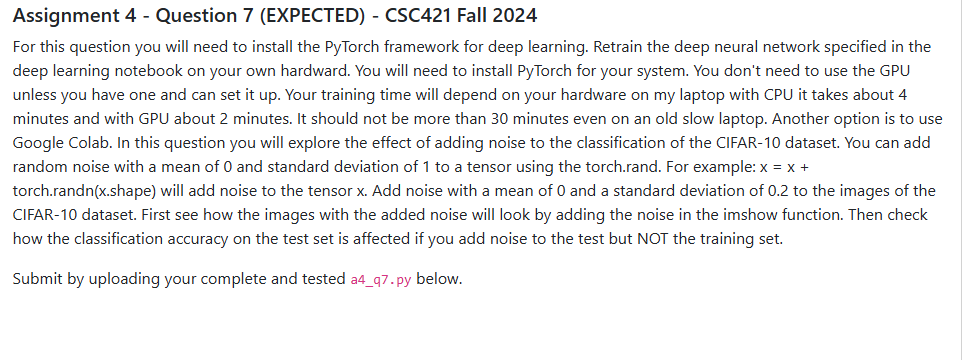 Assignment 4 - Question 7 (EXPECTED) - CSC421 Fall 2024
For this question you will need to install the PyTorch framework for deep learning. Retrain the deep neural network specified in the
deep learning notebook on your own hardward. You will need to install PyTorch for your system. You don't need to use the GPU
unless you have one and can set it up. Your training time will depend on your hardware on my laptop with CPU it takes about 4
minutes and with GPU about 2 minutes. It should not be more than 30 minutes even on an old slow laptop. Another option is to use
Google Colab. In this question you will explore the effect of adding noise to the classification of the CIFAR-10 dataset. You can add
random noise with a mean of 0 and standard deviation of 1 to a tensor using the torch.rand. For example: x = x +
torch.randn(x.shape) will add noise to the tensor x. Add noise with a mean of 0 and a standard deviation of 0.2 to the images of the
CIFAR-10 dataset. First see how the images with the added noise will look by adding the noise in the imshow function. Then check
how the classification accuracy on the test set is affected if you add noise to the test but NOT the training set.
Submit by uploading your complete and tested a4_q7.py below.